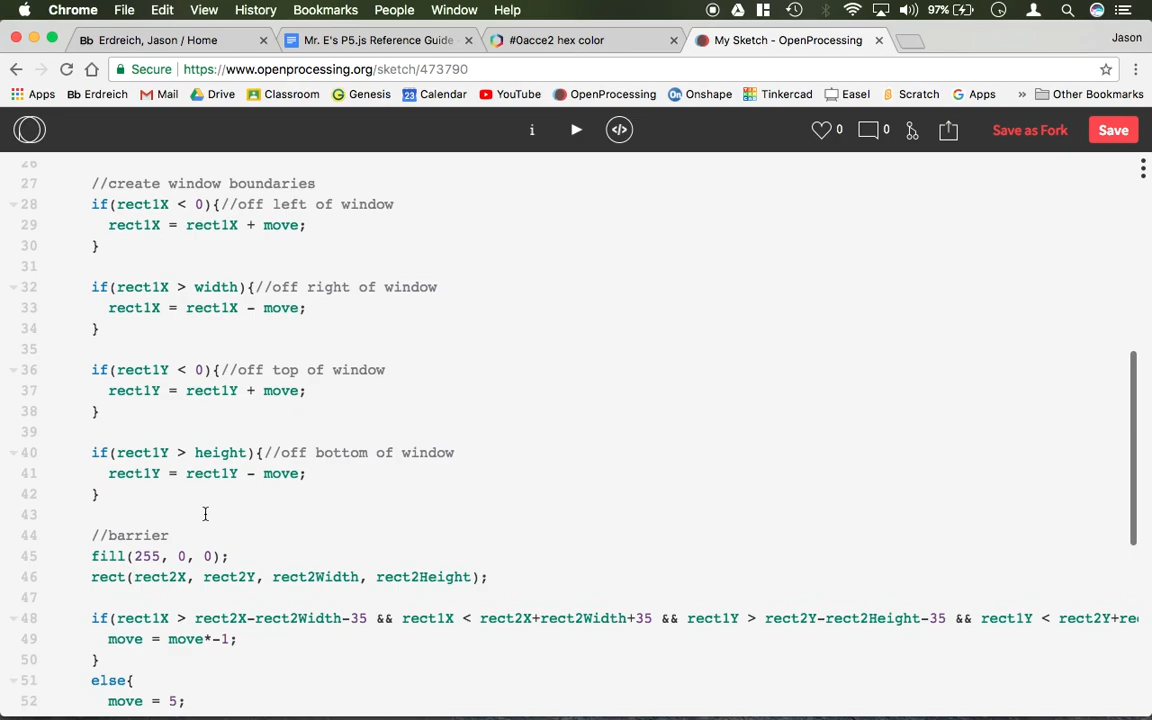 Chrome File Edit View History Bookmarks People Window Help 97%
Bb Erdreich, Jason / Home Mr. E's P5.js Reference Guide - #0acce2 hex color My Sketch - OpenProcessing Jason
Secure https://www.openprocessing.org/sketch/473790
Apps Bb Erdreich Mail Drive Classroom Genesis 23 Calendar YouTube OpenProcessing On Onshape Tinkercad Easel Scratch Apps » Other Bookmarks
i </> 0 0 Save as Fork Save
26
27 //create window boundaries
28 if(rect1X < 0){//off left of window
29 rect1X = rect1X + move;
30 }
31
32 if(rect1X > width){//off right of window
33 rect1X = rect1X - move;
34 }
35
36 if(rect1Y < 0){//off top of window
37 rect1Y = rect1Y + move;
38 }
39
40 if(rect1Y > height){//off bottom of window
41 rect1Y = rect1Y - move;
42 }
43
44 //barrier
45 fill(255, 0, 0);
46 rect(rect2X, rect2Y, rect2Width, rect2Height);
47
48 if(rect1X > rect2X-rect2Width-35 && rect1X < rect2X+rect2Width+35 && rect1Y > rect2Y-rect2Height-35 && rect1Y < rect2Y+re
49 move = move*-1;
50 }
51 else{
52 move = 5;